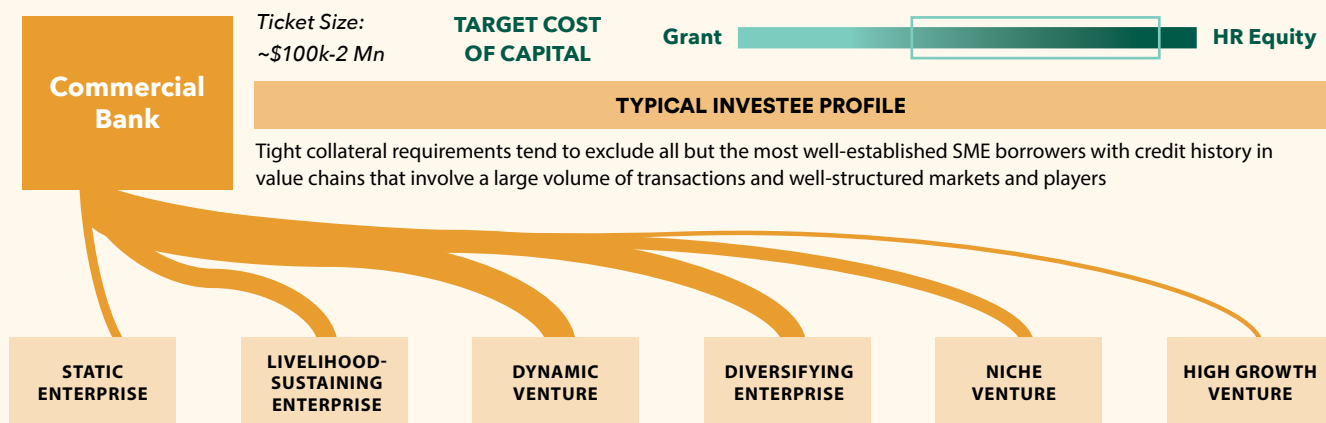 Commercial
Bank
Ticket Size:
~$100k-2 Mn
TARGET COST
OF CAPITAL
Grant
HR Equity
TYPICAL INVESTEE PROFILE
Tight collateral requirements tend to exclude all but the most well-established SME borrowers with credit history in
value chains that involve a large volume of transactions and well-structured markets and players
STATIC
ENTERPRISE
LIVELIHOOD-
SUSTAINING
ENTERPRISE
DYNAMIC
VENTURE
DIVERSIFYING
ENTERPRISE
NICHE
VENTURE
HIGH GROWTH
VENTURE